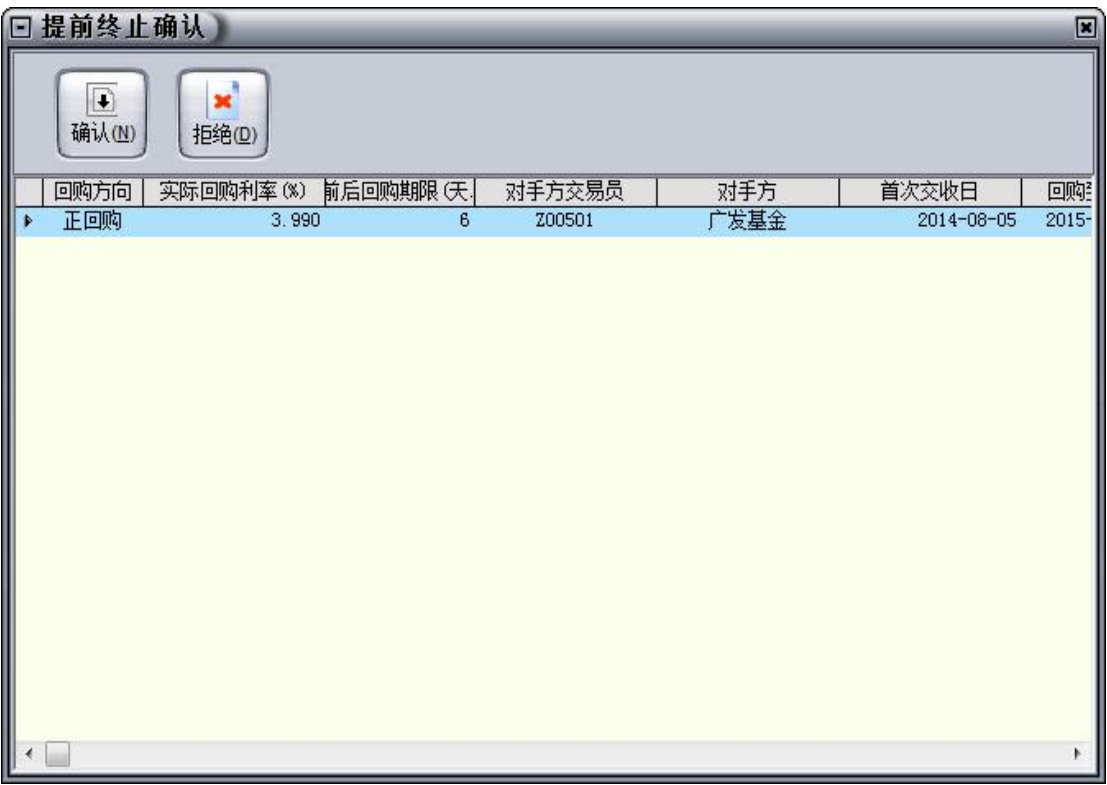 提前终止确认
确认(N) 拒绝(D)
回购方向 实际回购利率(%) 前后回购期限(天. 对手方交易员 对手方 首次交收日 回购
正回购 3.990 6 Z00501 广发基金 2014-08-05 2015-